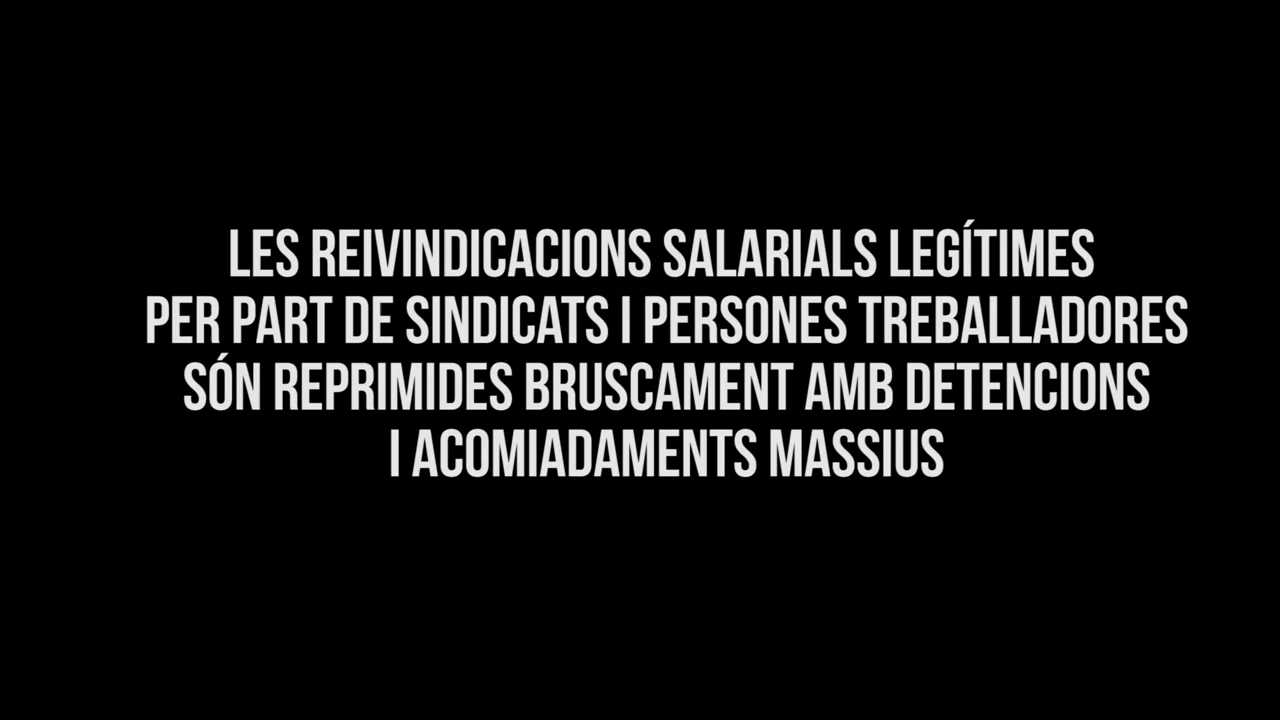 LES REIVINDICACIONS SALARIALS LEGÍTIMES
PER PART DE SINDICATS I PERSONES TREBALLADORES
SÓN REPRIMIDES BRUSCAMENT AMB DETENCIONS
I ACOMIADAMENTS MASSIUS